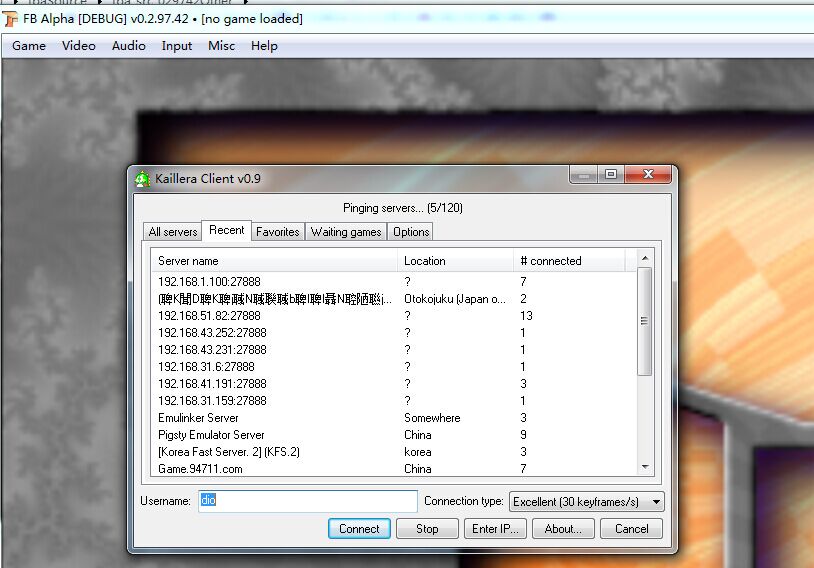 FB Alpha [DEBUG] v0.2.97.42 • [no game loaded]
Game Video Audio Input Misc Help
Kaillera Client v0.9
Pinging servers... (5/120)
All servers Recent Favorites Waiting games Options
Server name Location # connected
192.168.1.100:27888 ? 7
Otokojuku (Japan o... 2
192.168.51.82:27888 ? 13
192.168.43.252:27888 ? 1
192.168.43.231:27888 ? 1
192.168.31.6:27888 ? 1
192.168.41.191:27888 ? 3
192.168.31.159:27888 ? 1
Emulinker Server Somewhere 3
Pigsty Emulator Server China 9
[Korea Fast Server. 2] (KFS.2) korea 3
Game.94711.com China 7
Username: dio Connection type: Excellent (30 keyframes/s)
Connect Stop Enter IP... About... Cancel